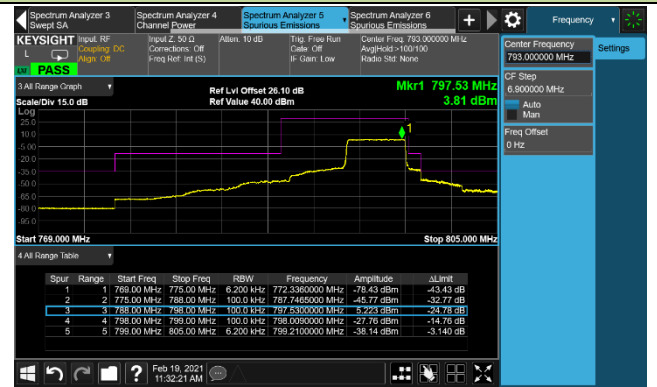 Spectrum Analyzer 3
Swept SA
Spectrum Analyzer 4
Channel Power
Spectrum Analyzer 5
Spurious Emissions
Spectrum Analyzer 6
Spurious Emissions
+
Frequency
KEYSIGHT
L
LXI
PASS
Input: RF
Coupling: DC
Align: Off
Input Z: 50 Ω
Corrections: Off
Freq Ref: Int (S)
Atten: 10 dB
Trig: Free Run
Gate: Off
IF Gain: Low
Center Freq: 793.000000 MHz
Avg|Hold:>100/100
Radio Std: None
Center Frequency
793.000000 MHz
Settings
CF Step
6.900000 MHz
Auto
Man
Freq Offset
0 Hz
3 All Range Graph
Scale/Div 15.0 dB
Ref Lvl Offset 26.10 dB
Ref Value 40.00 dBm
Mkr1 797.53 MHz
3.81 dBm
Log
25.0
10.0
-5.00
-20.0
-35.0
-50.0
-65.0
-80.0
-95.0
1
Start 769.000 MHz
Stop 805.000 MHz
4 All Range Table
Spur Range Start Freq Stop Freq RBW Frequency Amplitude ΔLimit
1 1 769.00 MHz 775.00 MHz 6.200 kHz 772.3360000 MHz -78.43 dBm -43.43 dB
2 2 775.00 MHz 788.00 MHz 100.0 kHz 787.7465000 MHz -45.77 dBm -32.77 dB
3 3 788.00 MHz 798.00 MHz 100.0 kHz 797.5300000 MHz 5.223 dBm -24.78 dB
4 4 798.00 MHz 799.00 MHz 100.0 kHz 798.0090000 MHz -27.76 dBm -14.76 dB
5 5 799.00 MHz 805.00 MHz 6.200 kHz 799.2100000 MHz -38.14 dBm -3.140 dB
?
Feb 19, 2021
11:32:21 AM